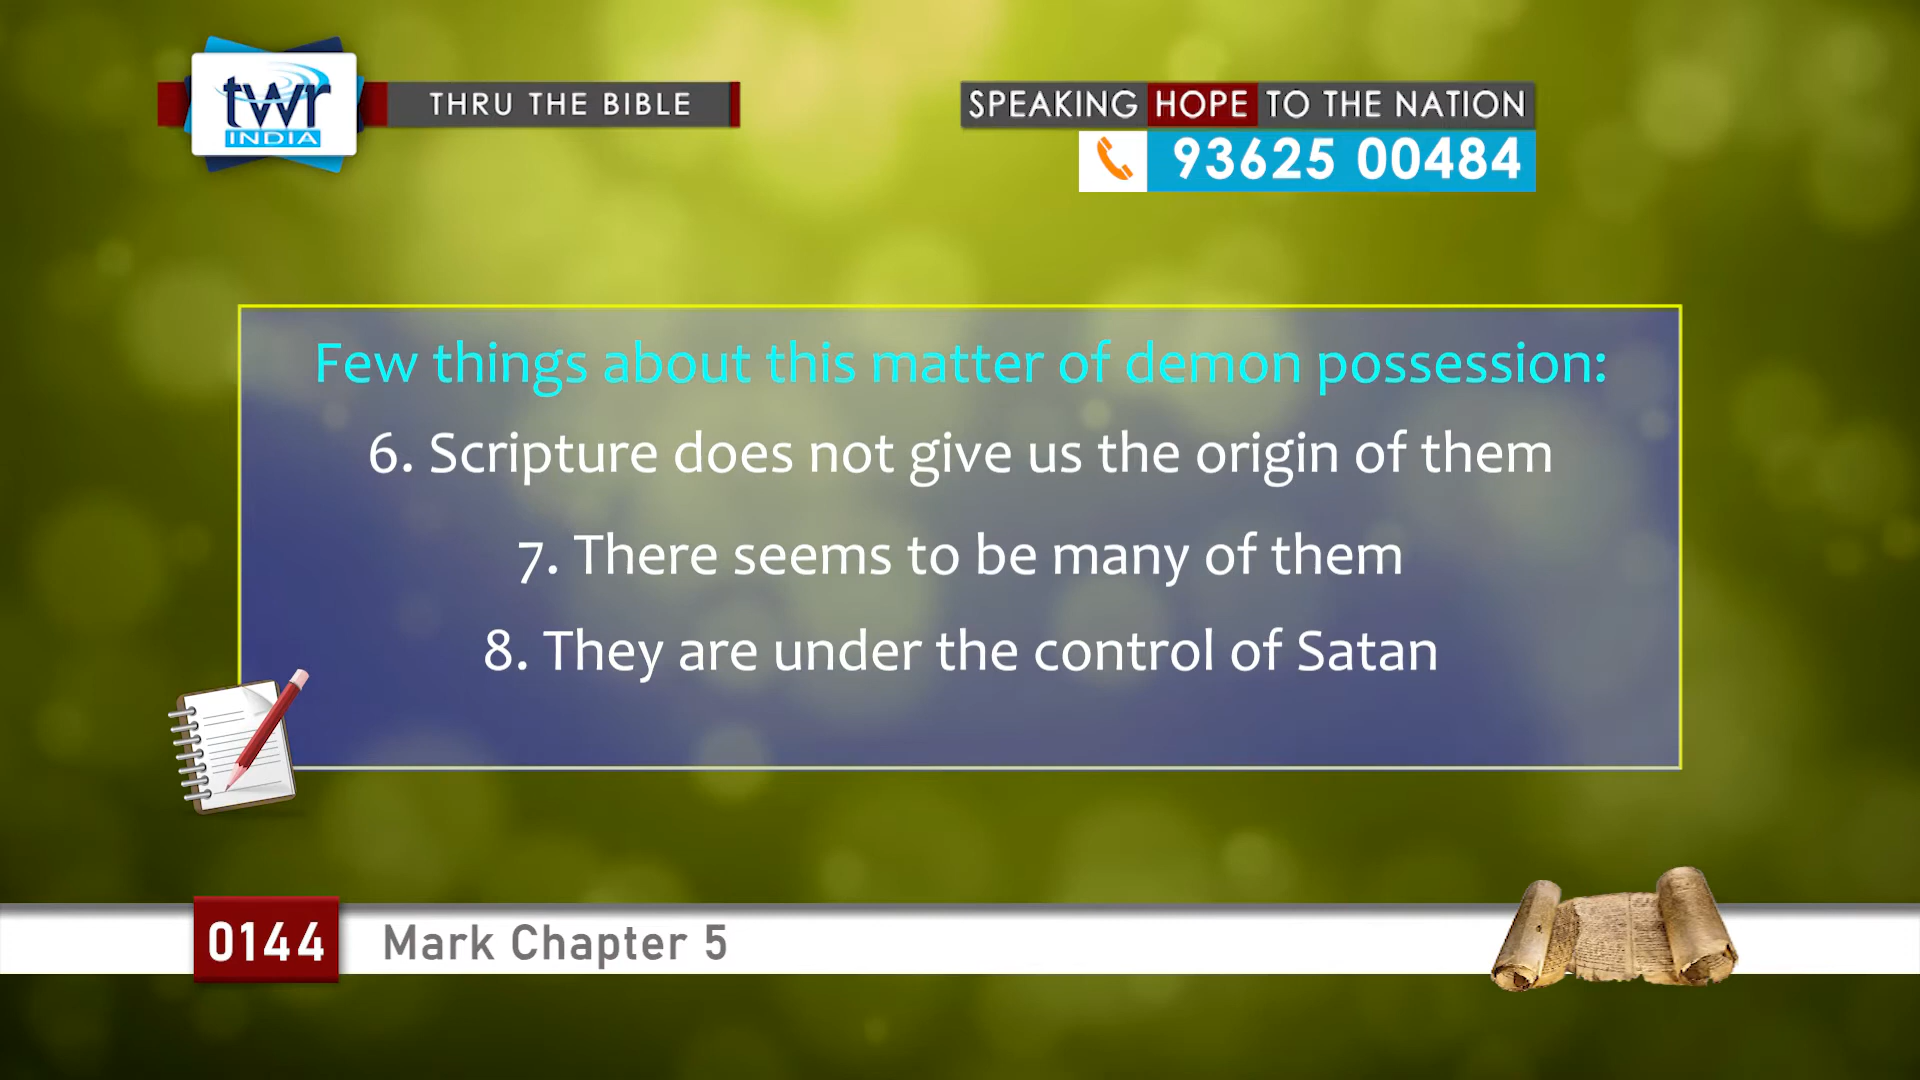 twr
INDIA
THRU THE BIBLE
SPEAKING HOPE TO THE NATION
93625 00484
Few things about this matter of demon possession:
6. Scripture does not give us the origin of them
7. There seems to be many of them
8. They are under the control of Satan
0144
Mark Chapter 5